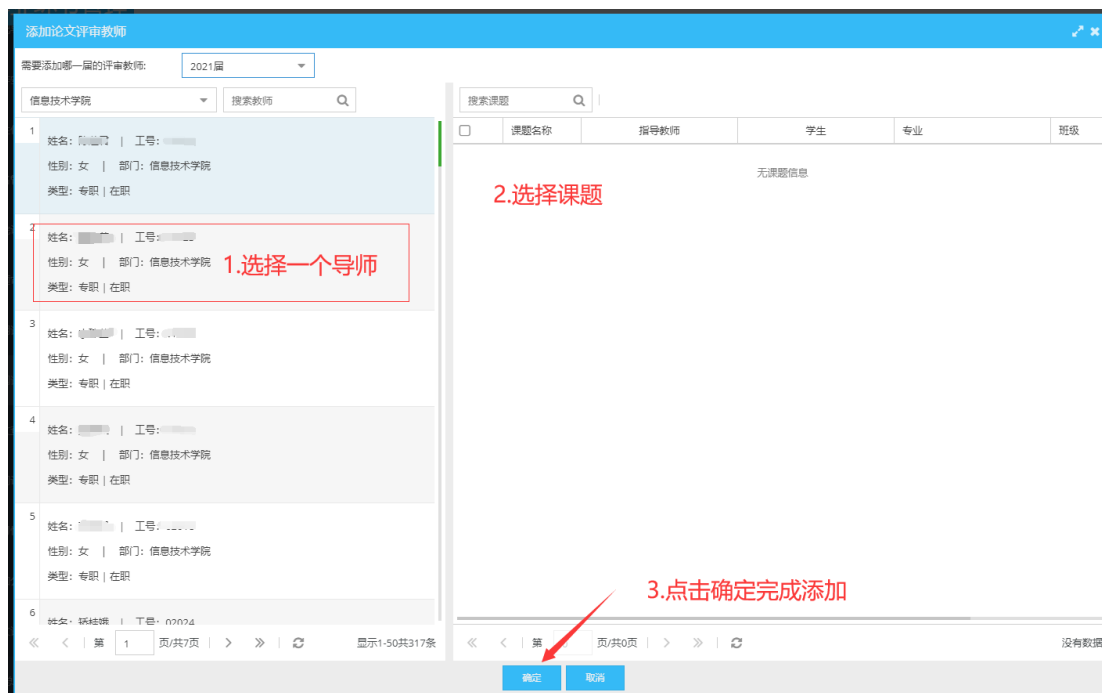 添加论文评审教师
需要添加哪一届的评审教师:
2021届
信息技术学院
搜索教师
搜索课题
课题名称 指导教师 学生 专业 班级
无课题信息
1
姓名: | 工号:
性别: 女 | 部门: 信息技术学院
类型: 专职 | 在职
2
姓名: | 工号:
性别: 女 | 部门: 信息技术学院
类型: 专职 | 在职
1.选择一个导师
2.选择课题
3
姓名: | 工号:
性别: 女 | 部门: 信息技术学院
类型: 专职 | 在职
4
姓名: | 工号:
性别: 女 | 部门: 信息技术学院
类型: 专职 | 在职
5
姓名: | 工号:
性别: 女 | 部门: 信息技术学院
类型: 专职 | 在职
3.点击确定完成添加
6
姓名: | 工号: 02024
第 1 页/共7页
显示1-50共317条
第 页/共0页
没有数据
确定
取消